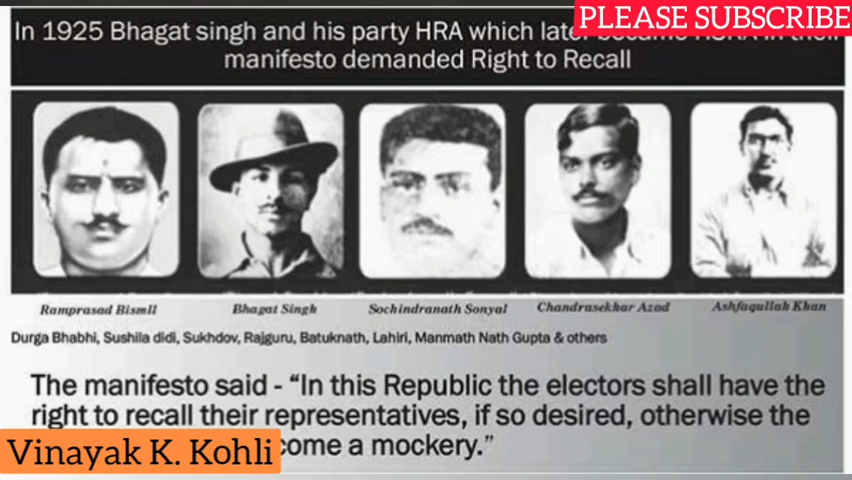 PLEASE SUBSCRIBE
In 1925 Bhagat singh and his party HRA which later
manifesto demanded Right to Recall
Ramprasad Bismll
Bhagat Singh
Sochindranath Sonyal
Chandrasekhar Azad
Ashfaqullah Khan
Durga Bhabhi, Sushila didi, Sukhdov, Rajguru, Batuknath, Lahiri, Manmath Nath Gupta & others
The manifesto said - “In this Republic the electors shall have the
right to recall their representatives, if so desired, otherwise the
come a mockery.”
Vinayak K. Kohli